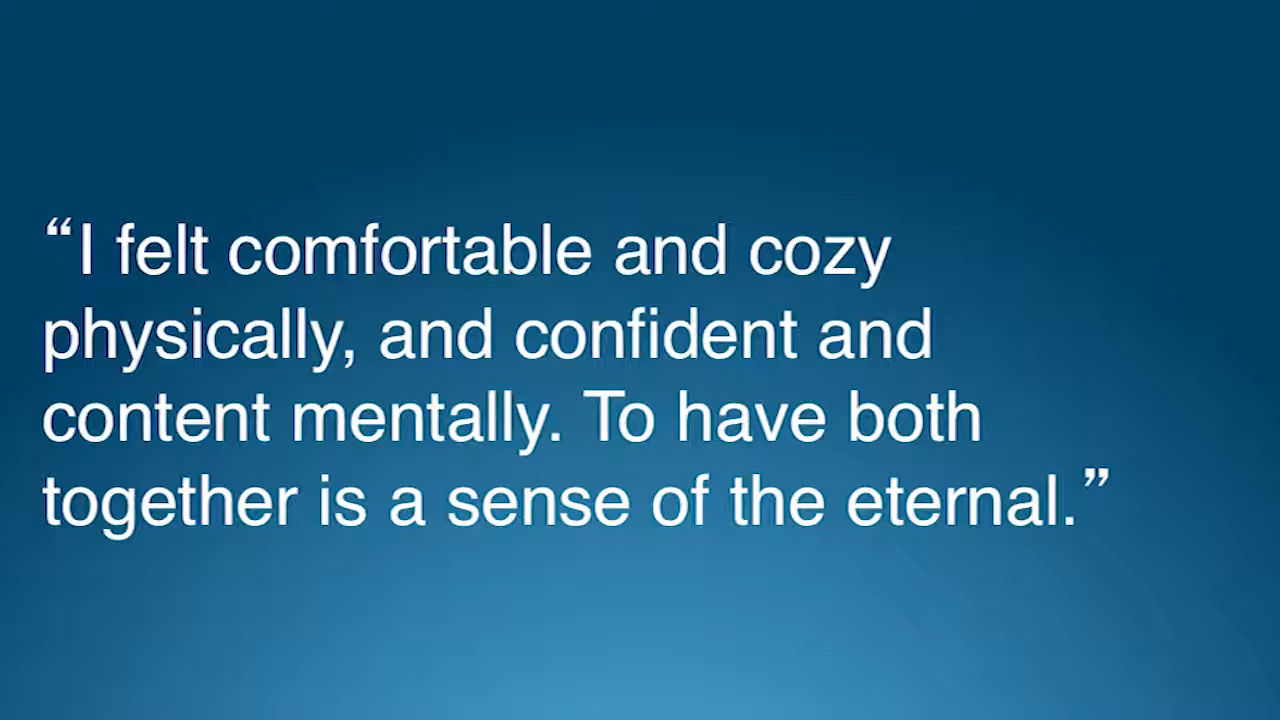 “I felt comfortable and cozy
physically, and confident and
content mentally. To have both
together is a sense of the eternal.”